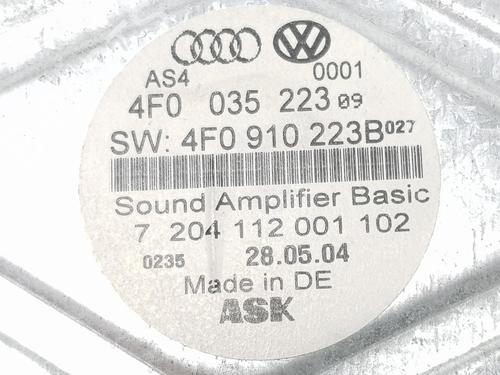 AS4 0001
4F0 035 223 09
SW: 4F0 910 223B 027
Sound Amplifier Basic
7 204 112 001 102
0235 28.05.04
Made in DE
ASK